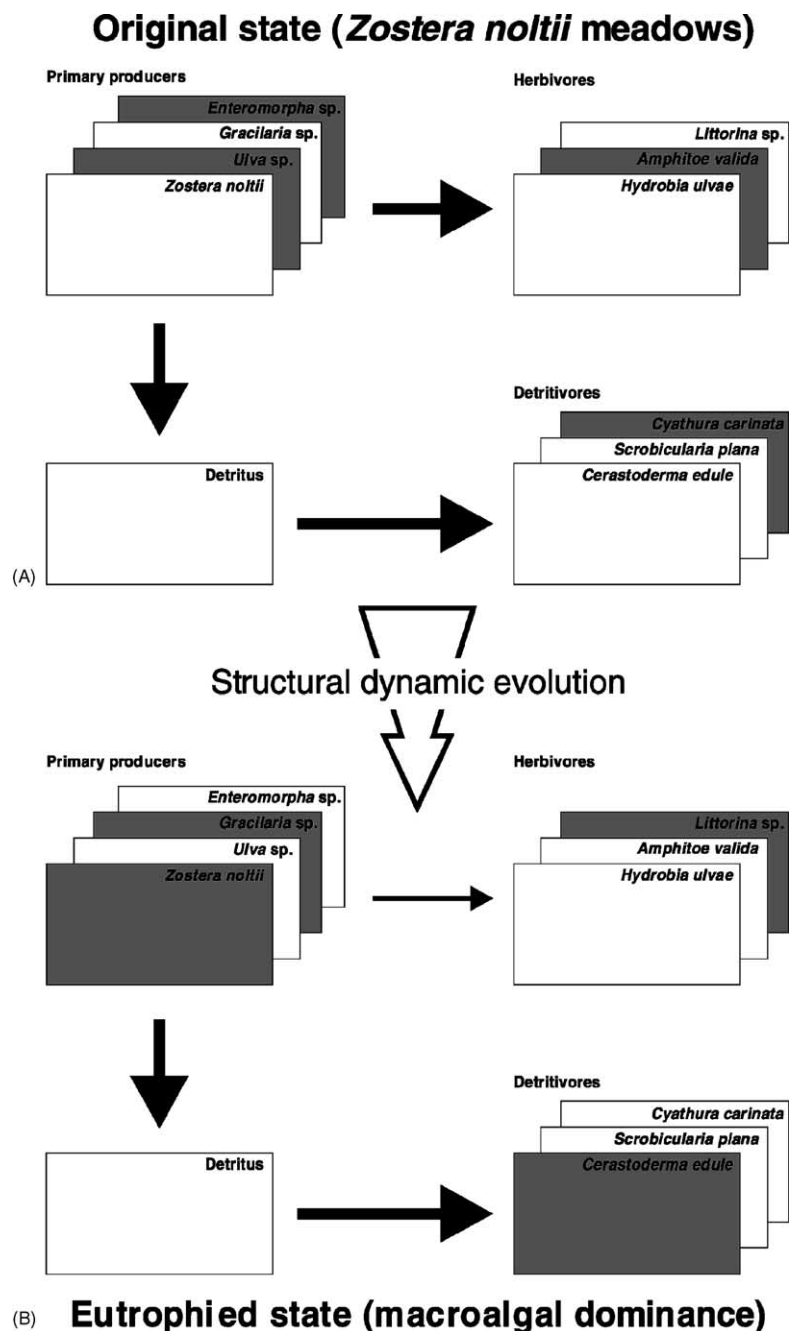 Original state (Zostera noltii meadows)
Primary producers
Enteromorpha sp.
Gracilaria sp.
Ulva sp.
Zostera noltii
Herbivores
Littorina sp.
Amphitoe valida
Hydrobia ulvae
Detritus
Detritivores
Cyathura carinata
Scrobicularia plana
Cerastoderma edule
(A)
Structural dynamic evolution
Primary producers
Enteromorpha sp.
Gracilaria sp.
Ulva sp.
Zostera noltii
Herbivores
Littorina sp.
Amphitoe valida
Hydrobia ulvae
Detritus
Detritivores
Cyathura carinata
Scrobicularia plana
Cerastoderma edule
(B) Eutrophied state (macroalgal dominance)